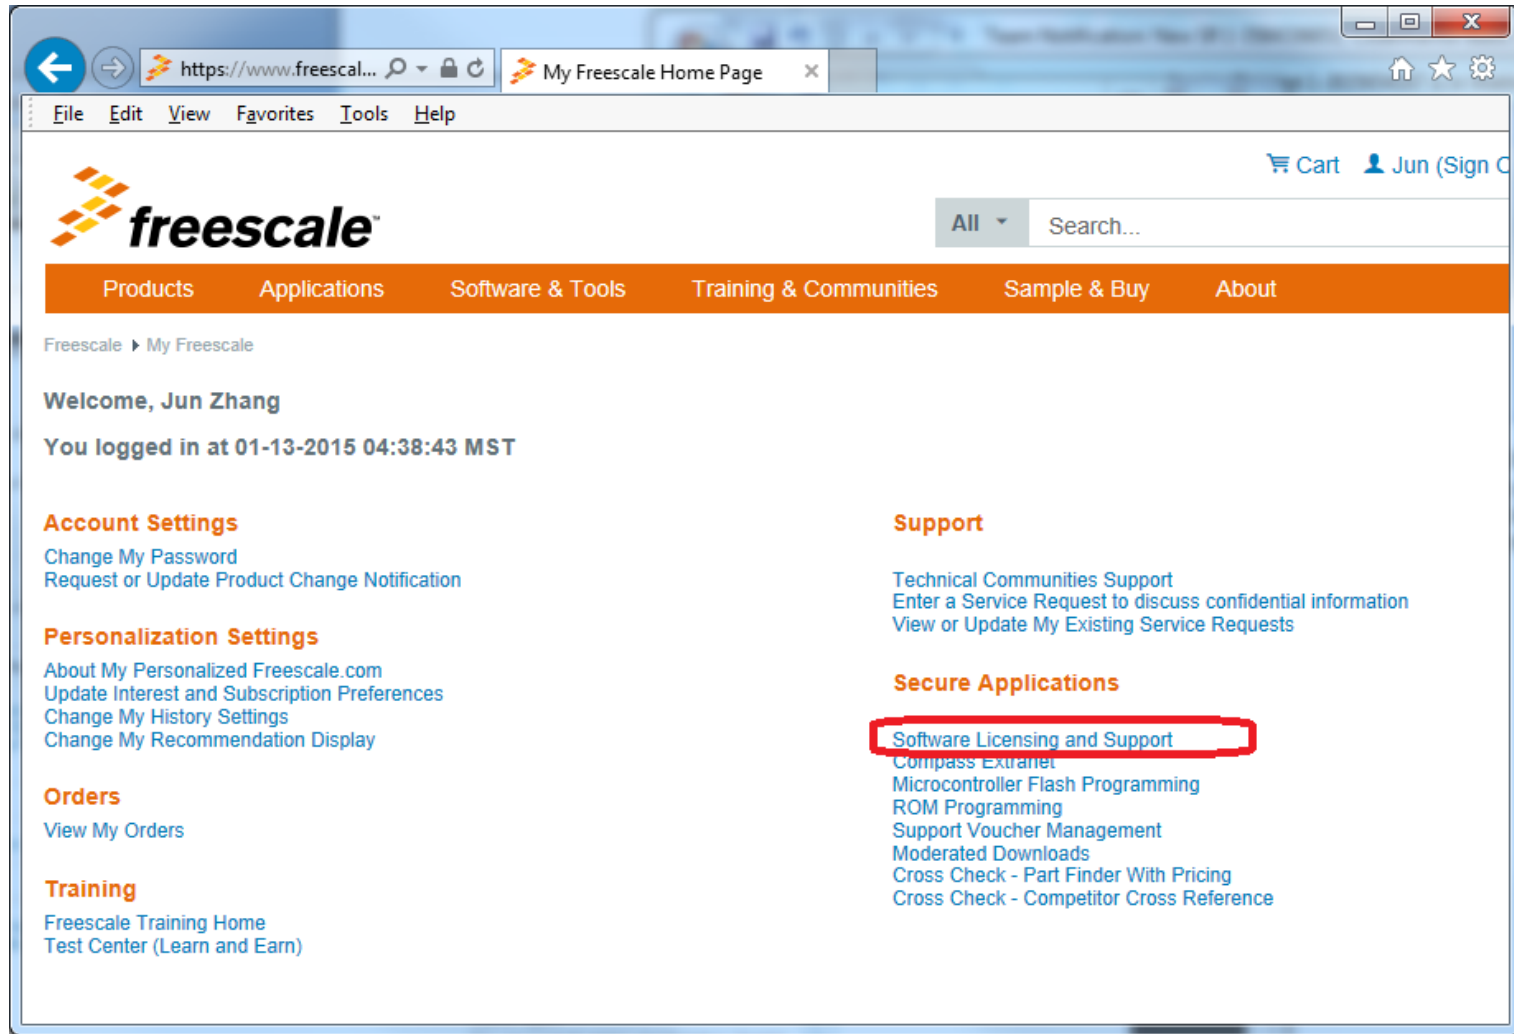 https://www.freescal...
My Freescale Home Page
File Edit View Favorites Tools Help
Cart Jun (Sign
freescale
All Search...
Products Applications Software & Tools Training & Communities Sample & Buy About
Freescale My Freescale
Welcome, Jun Zhang
You logged in at 01-13-2015 04:38:43 MST
Account Settings
Change My Password
Request or Update Product Change Notification
Personalization Settings
About My Personalized Freescale.com
Update Interest and Subscription Preferences
Change My History Settings
Change My Recommendation Display
Orders
View My Orders
Training
Freescale Training Home
Test Center (Learn and Earn)
Support
Technical Communities Support
Enter a Service Request to discuss confidential information
View or Update My Existing Service Requests
Secure Applications
Software Licensing and Support
Compass Extranet
Microcontroller Flash Programming
ROM Programming
Support Voucher Management
Moderated Downloads
Cross Check - Part Finder With Pricing
Cross Check - Competitor Cross Reference